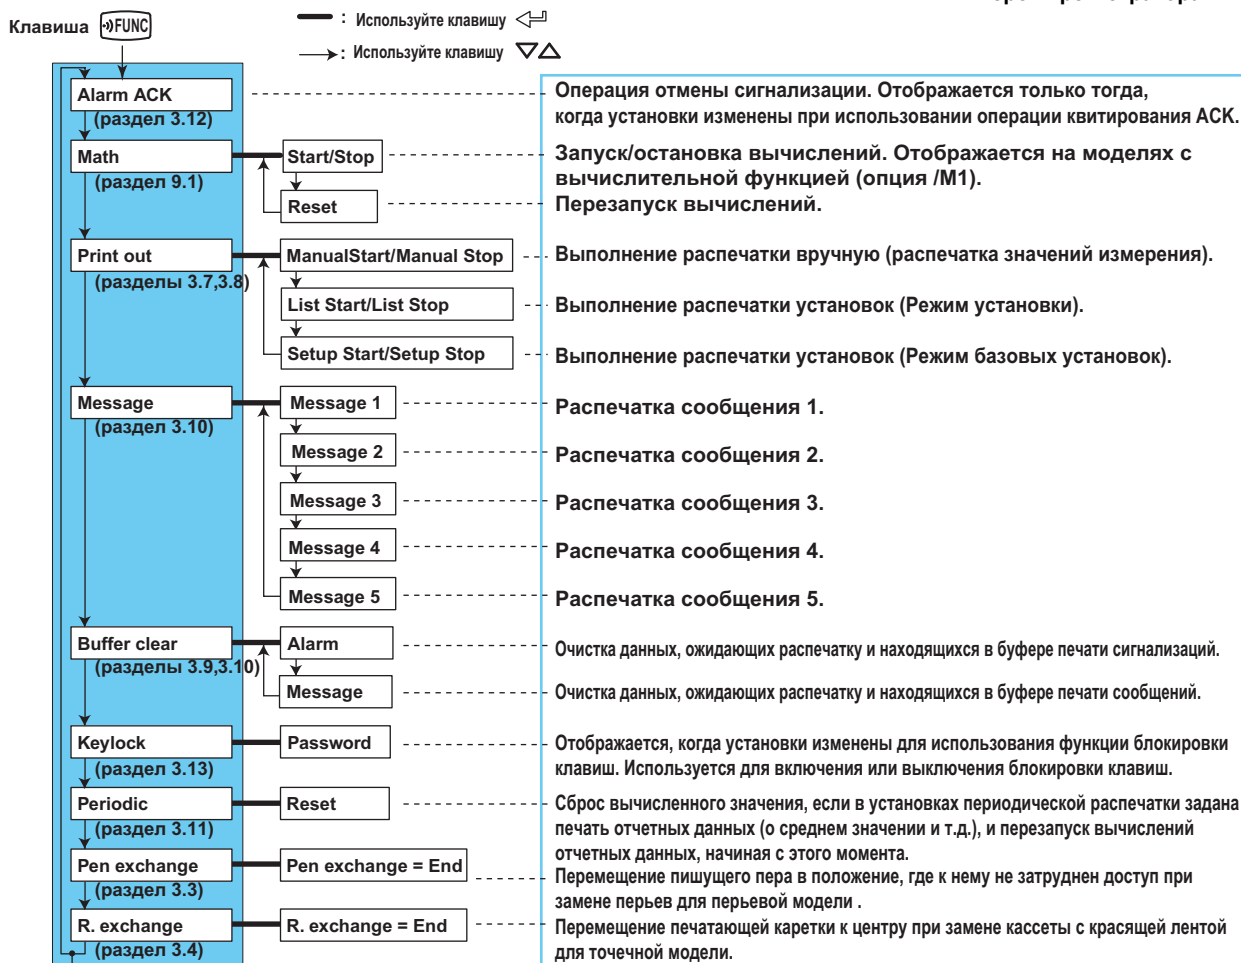 Клавиша FUNC
: Используйте клавишу
: Используйте клавишу
Alarm ACK
(раздел 3.12)
Операция отмены сигнализации. Отображается только тогда,
когда установки изменены при использовании операции квитирования ACK.
Math
(раздел 9.1)
Start/Stop
Запуск/остановка вычислений. Отображается на моделях с
вычислительной функцией (опция /M1).
Reset
Перезапуск вычислений.
Print out
(разделы 3.7,3.8)
ManualStart/Manual Stop
Выполнение распечатки вручную (распечатка значений измерения).
List Start/List Stop
Выполнение распечатки установок (Режим установки).
Setup Start/Setup Stop
Выполнение распечатки установок (Режим базовых установок).
Message
(раздел 3.10)
Message 1
Распечатка сообщения 1.
Message 2
Распечатка сообщения 2.
Message 3
Распечатка сообщения 3.
Message 4
Распечатка сообщения 4.
Message 5
Распечатка сообщения 5.
Buffer clear
(разделы 3.9,3.10)
Alarm
Очистка данных, ожидающих распечатку и находящихся в буфере печати сигнализаций.
Message
Очистка данных, ожидающих распечатку и находящихся в буфере печати сообщений.
Keylock
(раздел 3.13)
Password
Отображается, когда установки изменены для использования функции блокировки
клавиш. Используется для включения или выключения блокировки клавиш.
Periodic
(раздел 3.11)
Reset
Сброс вычисленного значения, если в установках периодической распечатки задана
печать отчетных данных (о среднем значении и т.д.), и перезапуск вычислений
отчетных данных, начиная с этого момента.
Pen exchange
(раздел 3.3)
Pen exchange = End
Перемещение пишущего пера в положение, где к нему не затруднен доступ при
замене перьев для перьевой модели .
R. exchange
(раздел 3.4)
R. exchange = End
Перемещение печатающей каретки к центру при замене кассеты с красящей лентой
для точечной модели.